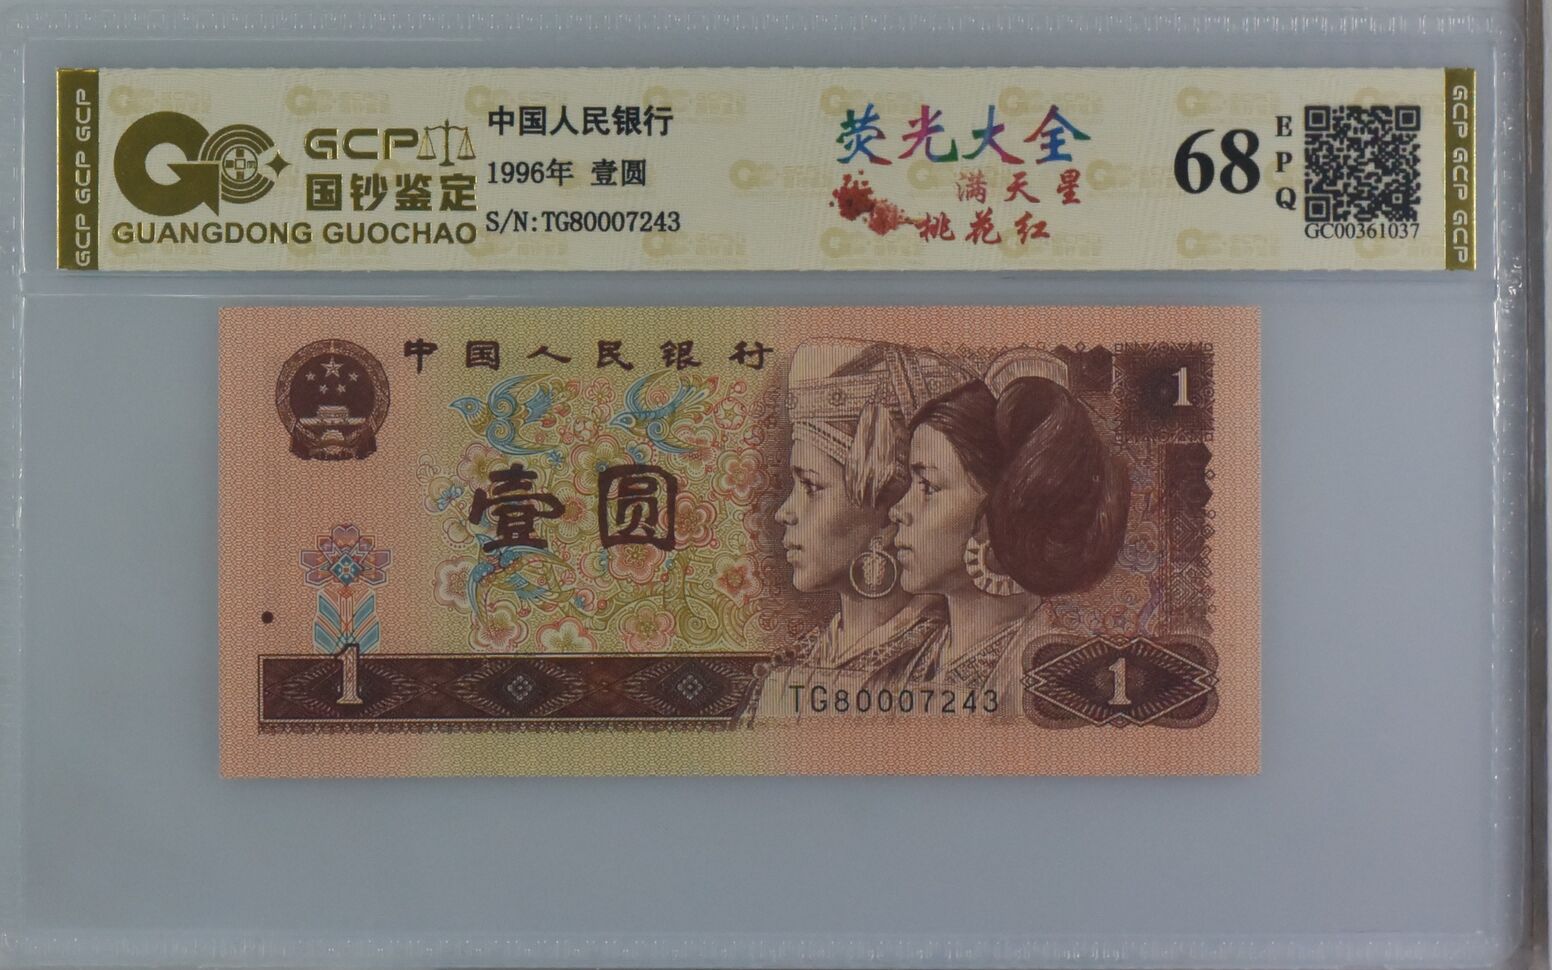 GCP GCP GCP
GCP
国钞鉴定
GUANGDONG GUOCHAO
中国人民银行
1996年 壹圆
S/N:TG80007243
荧光大全
满天星
桃花红
68
EPQ
GC00361037
GCP GCP GCP
中国人民银行
1
壹圆
1
TG80007243
1